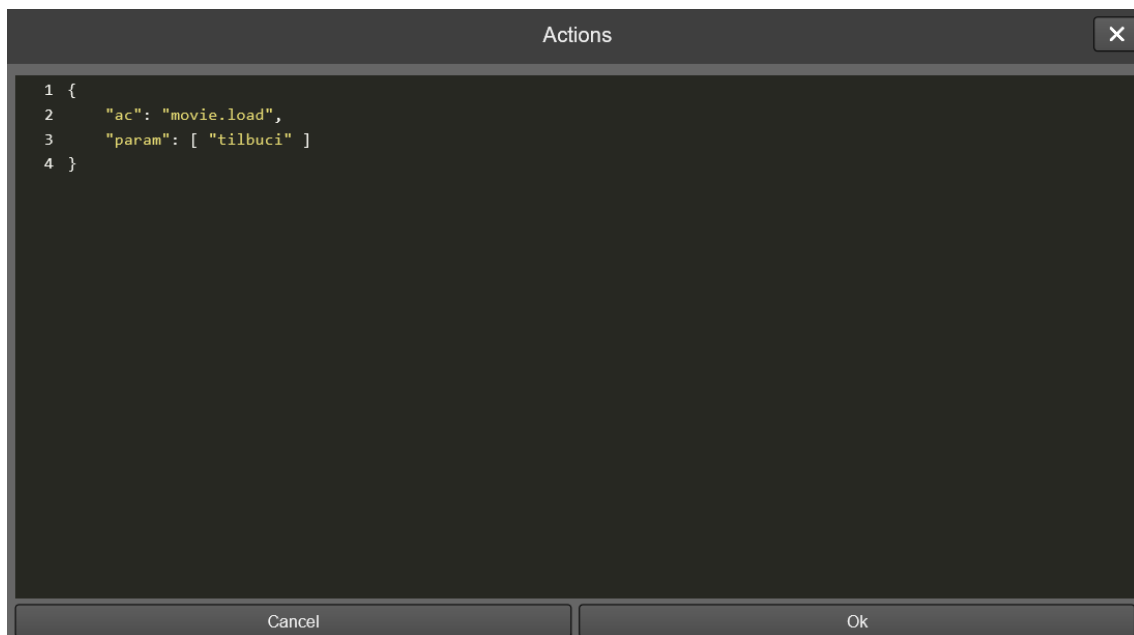 Actions
1 {
2     "ac": "movie.load",
3     "param": [ "tilbuci" ]
4 }
Cancel
Ok